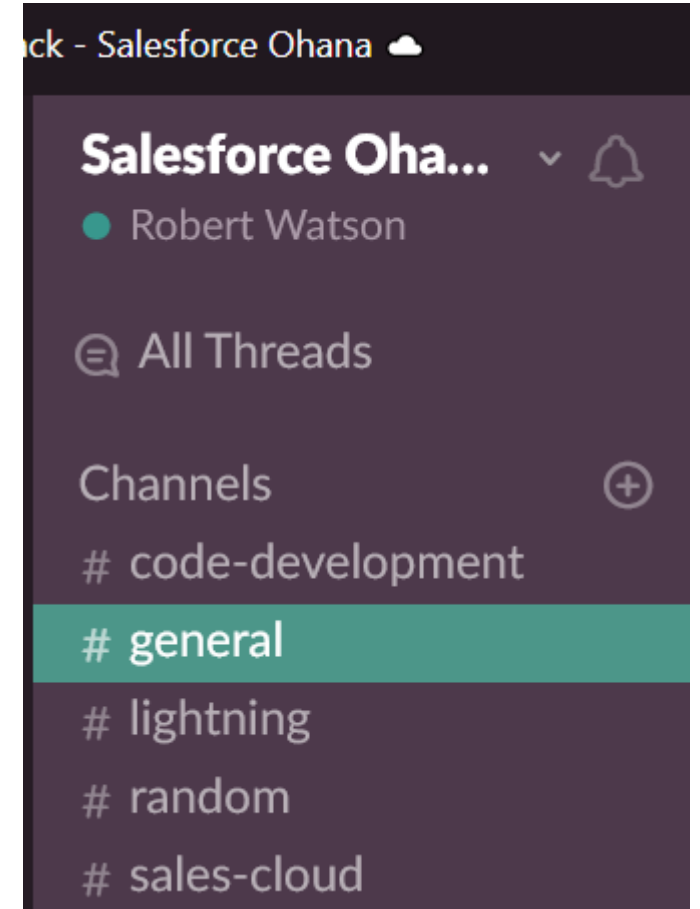 ck - Salesforce Ohana ☁
Salesforce Oha...
Robert Watson
All Threads
Channels
# code-development
# general
# lightning
# random
# sales-cloud